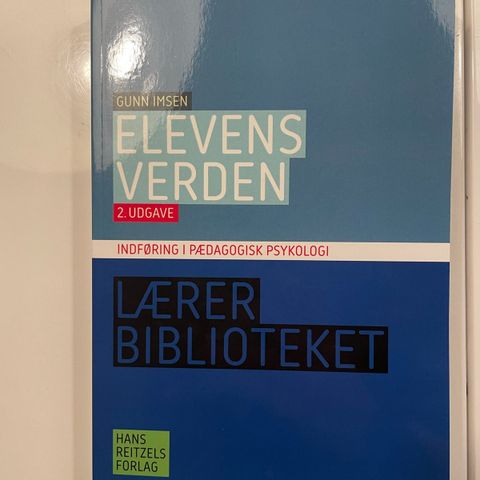 GUNN IMSEN
ELEVENS
VERDEN
2. UDGAVE
INDFØRING I PÆDAGOGISK PSYKOLOGI
LÆRER
BIBLIOTEKET
HANS
REITZELS
FORLAG